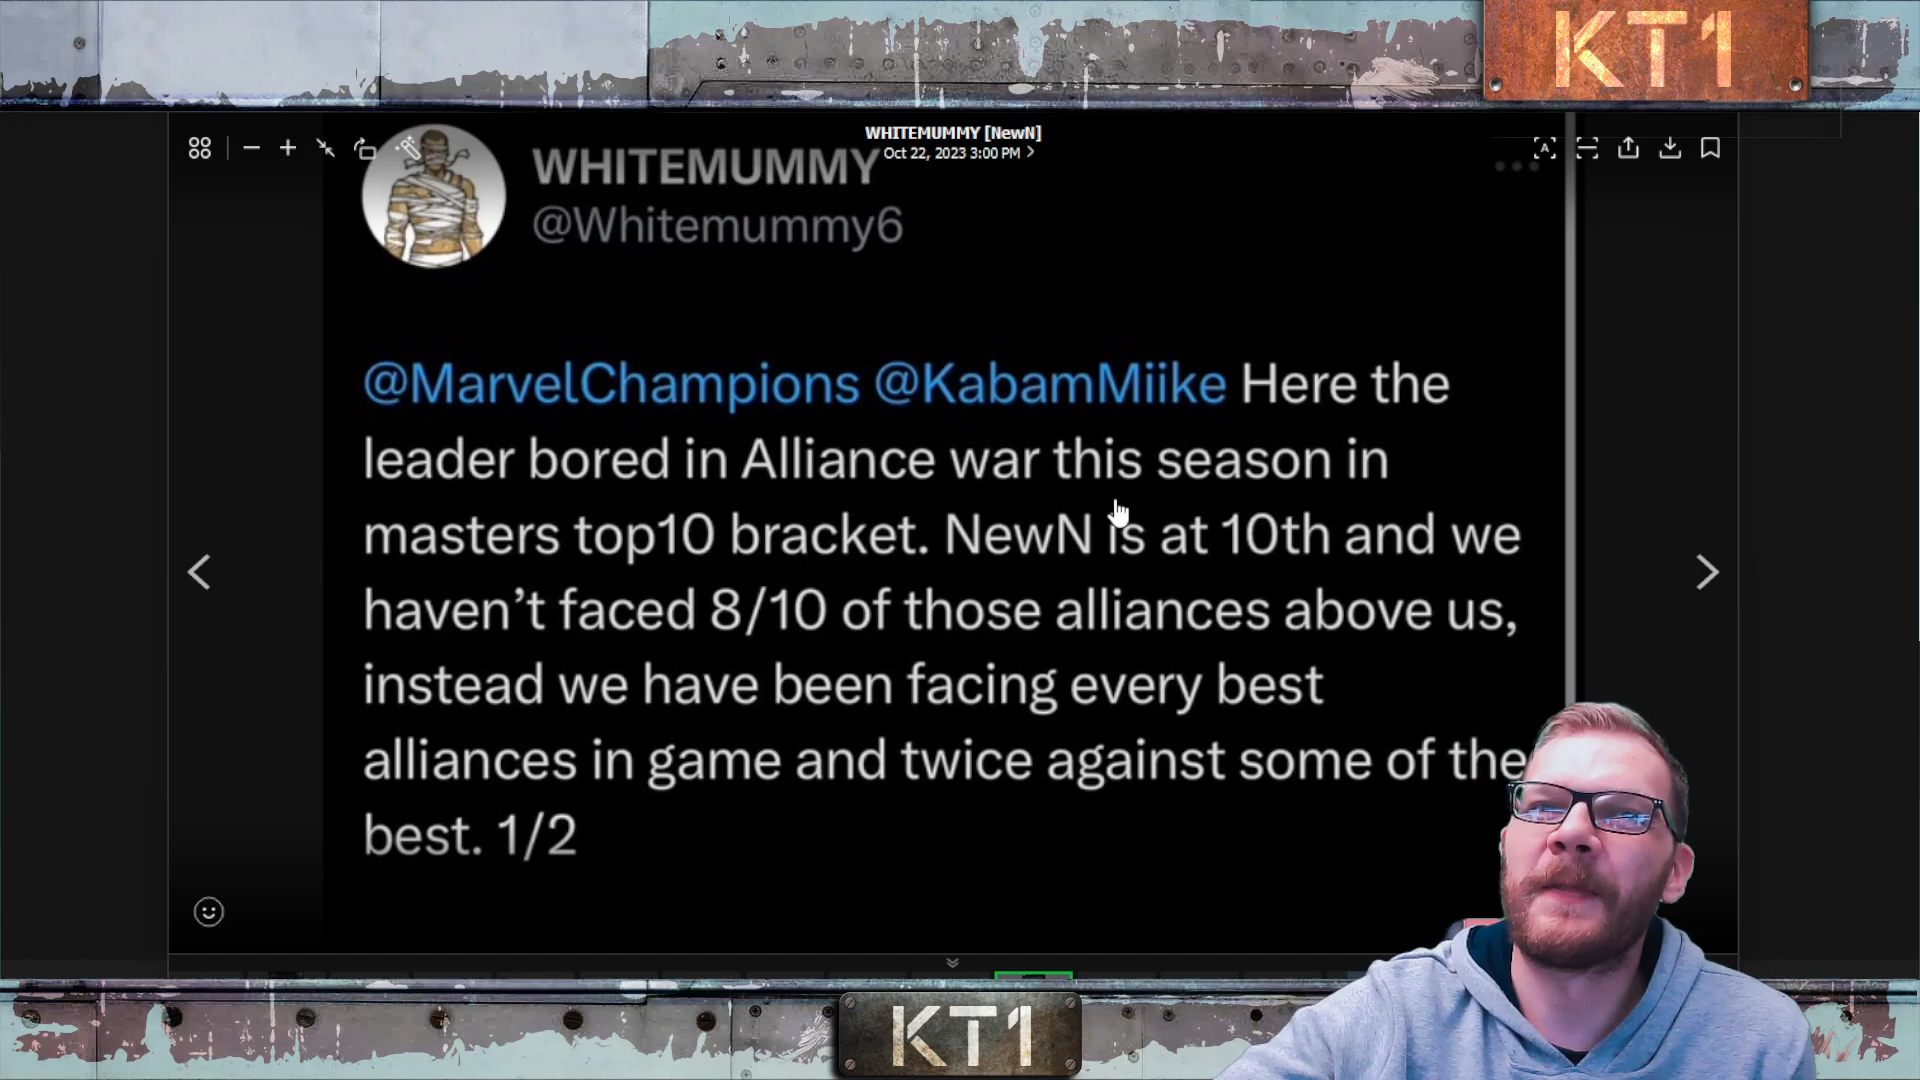 KT1
WHITEMUMMY [NewN]
Oct 22, 2023 3:00 PM
WHITEMUMMY
@Whitemummy6
@MarvelChampions @KabamMiike Here the
leader bored in Alliance war this season in
masters top10 bracket. NewN is at 10th and we
haven’t faced 8/10 of those alliances above us,
instead we have been facing every best
alliances in game and twice against some of the
best. 1/2
KT1